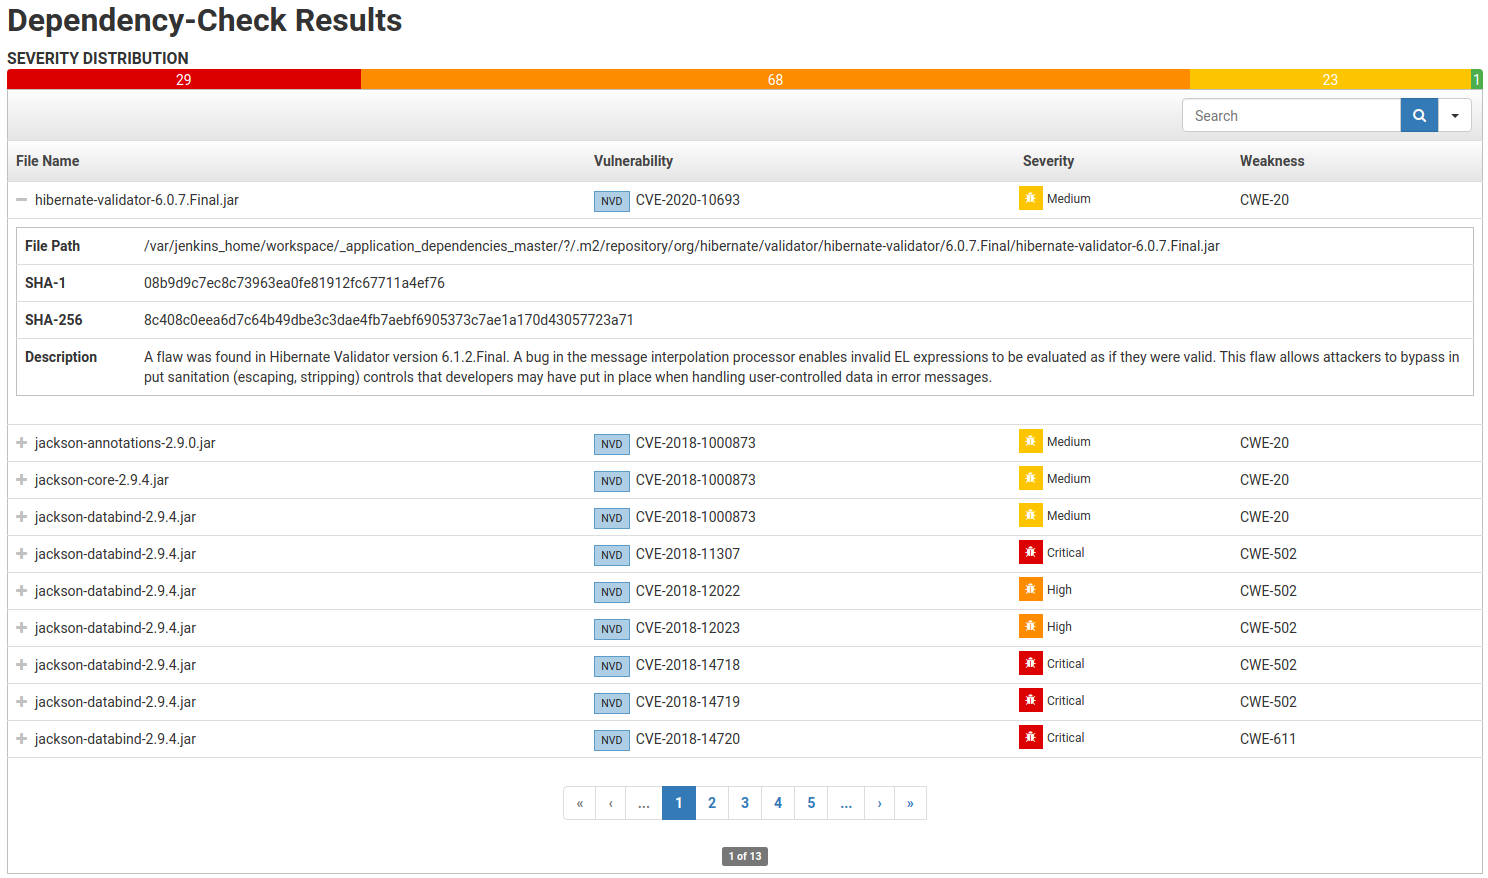 Dependency-Check Results
SEVERITY DISTRIBUTION
29 68 23 1
Search
File Name Vulnerability Severity Weakness
hibernate-validator-6.0.7.Final.jar NVD CVE-2020-10693 Medium CWE-20
File Path /var/jenkins_home/workspace/_application_dependencies_master/?/.m2/repository/org/hibernate/validator/hibernate-validator/6.0.7.Final/hibernate-validator-6.0.7.Final.jar
SHA-1 08b9d9c7ec8c73963ea0fe81912fc67711a4ef76
SHA-256 8c408c0eea6d7c64b49dbe3c3dae4fb7aebf6905373c7ae1a170d43057723a71
Description A flaw was found in Hibernate Validator version 6.1.2.Final. A bug in the message interpolation processor enables invalid EL expressions to be evaluated as if they were valid. This flaw allows attackers to bypass in
put sanitation (escaping, stripping) controls that developers may have put in place when handling user-controlled data in error messages.
jackson-annotations-2.9.0.jar NVD CVE-2018-1000873 Medium CWE-20
jackson-core-2.9.4.jar NVD CVE-2018-1000873 Medium CWE-20
jackson-databind-2.9.4.jar NVD CVE-2018-1000873 Medium CWE-20
jackson-databind-2.9.4.jar NVD CVE-2018-11307 Critical CWE-502
jackson-databind-2.9.4.jar NVD CVE-2018-12022 High CWE-502
jackson-databind-2.9.4.jar NVD CVE-2018-12023 High CWE-502
jackson-databind-2.9.4.jar NVD CVE-2018-14718 Critical CWE-502
jackson-databind-2.9.4.jar NVD CVE-2018-14719 Critical CWE-502
jackson-databind-2.9.4.jar NVD CVE-2018-14720 Critical CWE-611
« ‹ ... 1 2 3 4 5 ... › »
1 of 13